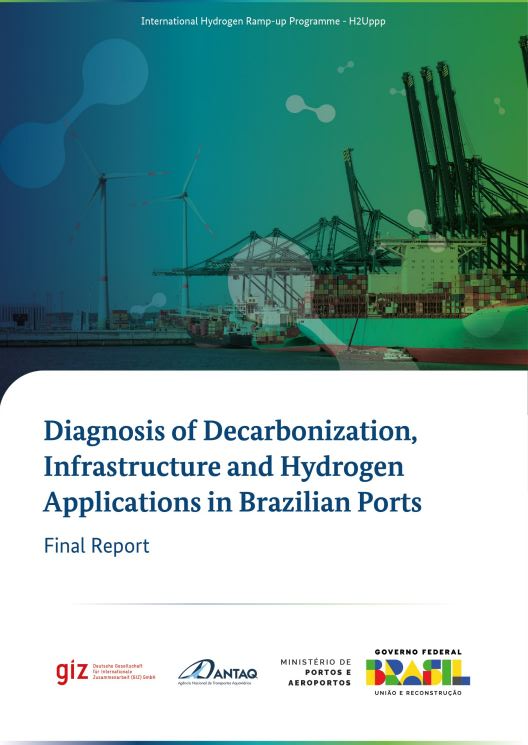 International Hydrogen Ramp-up Programme - H2Uppp
Diagnosis of Decarbonization,
Infrastructure and Hydrogen
Applications in Brazilian Ports
Final Report
giz
Deutsche Gesellschaft
für Internationale
Zusammenarbeit (GIZ) GmbH
ANTAQ
Agência Nacional de Transportes Aquaviários
MINISTÉRIO DE
PORTOS E
AEROPORTOS
GOVERNO FEDERAL
BRASIL
UNIÃO E RECONSTRUÇÃO